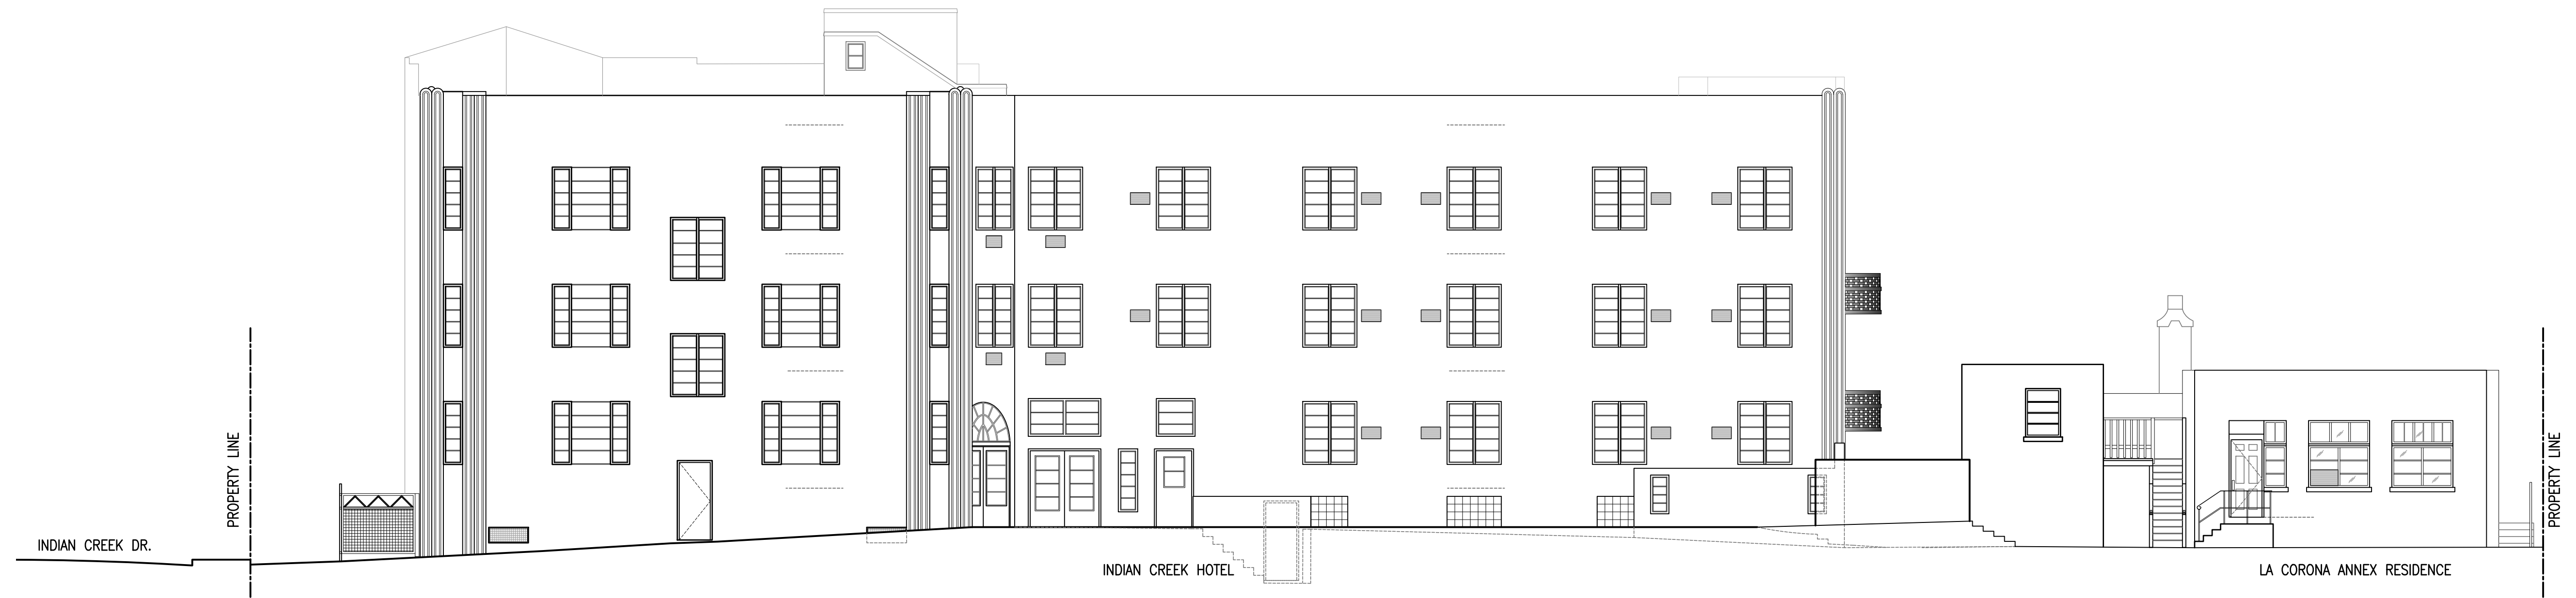 PROPERTY LINE
INDIAN CREEK DR.
INDIAN CREEK HOTEL
LA CORONA ANNEX RESIDENCE
PROPERTY LINE